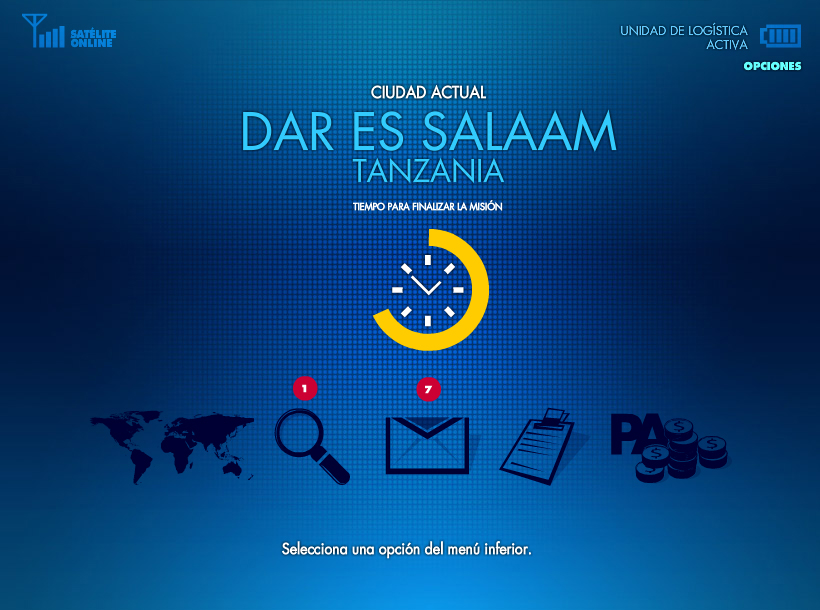 SATÉLITE
ONLINE
UNIDAD DE LOGÍSTICA
ACTIVA
OPCIONES
CIUDAD ACTUAL
DAR ES SALAAM
TANZANIA
TIEMPO PARA FINALIZAR LA MISIÓN
1
7
PA
$
$
$
Selecciona una opción del menú inferior.